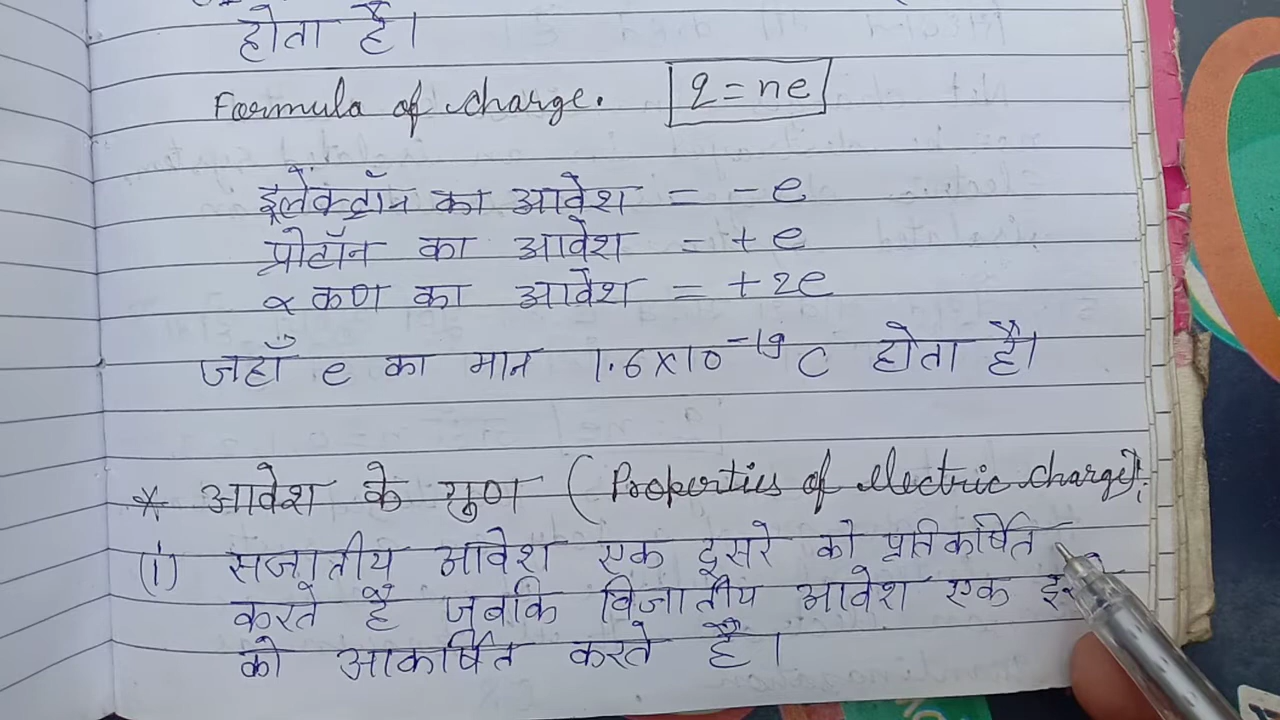 होता है।
Formula of charge. q = ne
इलेक्ट्रॉन का आवेश = - e
प्रोटॉन का आवेश = + e
α कण का आवेश = + 2e
जहाँ e का मान 1.6×10⁻¹⁹ C होता है।
* आवेश के गुण (Properties of electric charge):
(i) सजातीय आवेश एक दूसरे को प्रतिकर्षित
करते हैं जबकि विजातीय आवेश एक
को आकर्षित करते हैं।